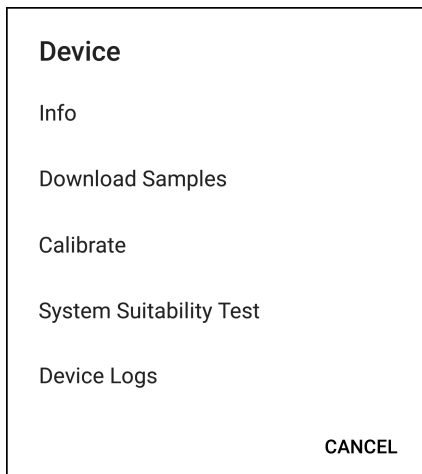 Device
Info
Download Samples
Calibrate
System Suitability Test
Device Logs
CANCEL